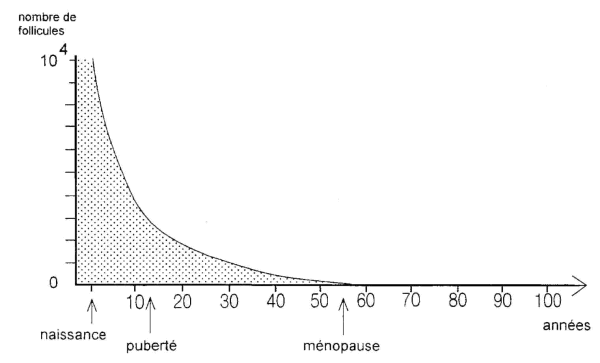 nombre de
follicules
10⁴
0
10 20 30 40 50 60 70 80 90 100
années
naissance
puberté
ménopause